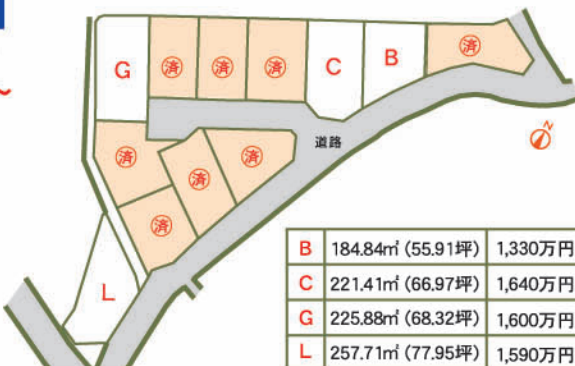 済
G
済
済
済
C
B
道路
N
済
済
済
済
L
B 184.84㎡ (55.91坪) 1,330万円
C 221.41㎡ (66.97坪) 1,640万円
G 225.88㎡ (68.32坪) 1,600万円
L 257.71㎡ (77.95坪) 1,590万円